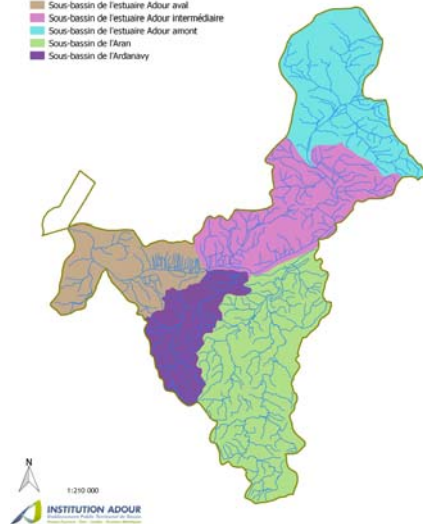 Sous-bassin de l'estuaire Adour aval
Sous-bassin de l'estuaire Adour intermédiaire
Sous-bassin de l'estuaire Adour amont
Sous-bassin de l'Aran
Sous-bassin de l'Ardanavy
N
1:210 000
INSTITUTION ADOUR